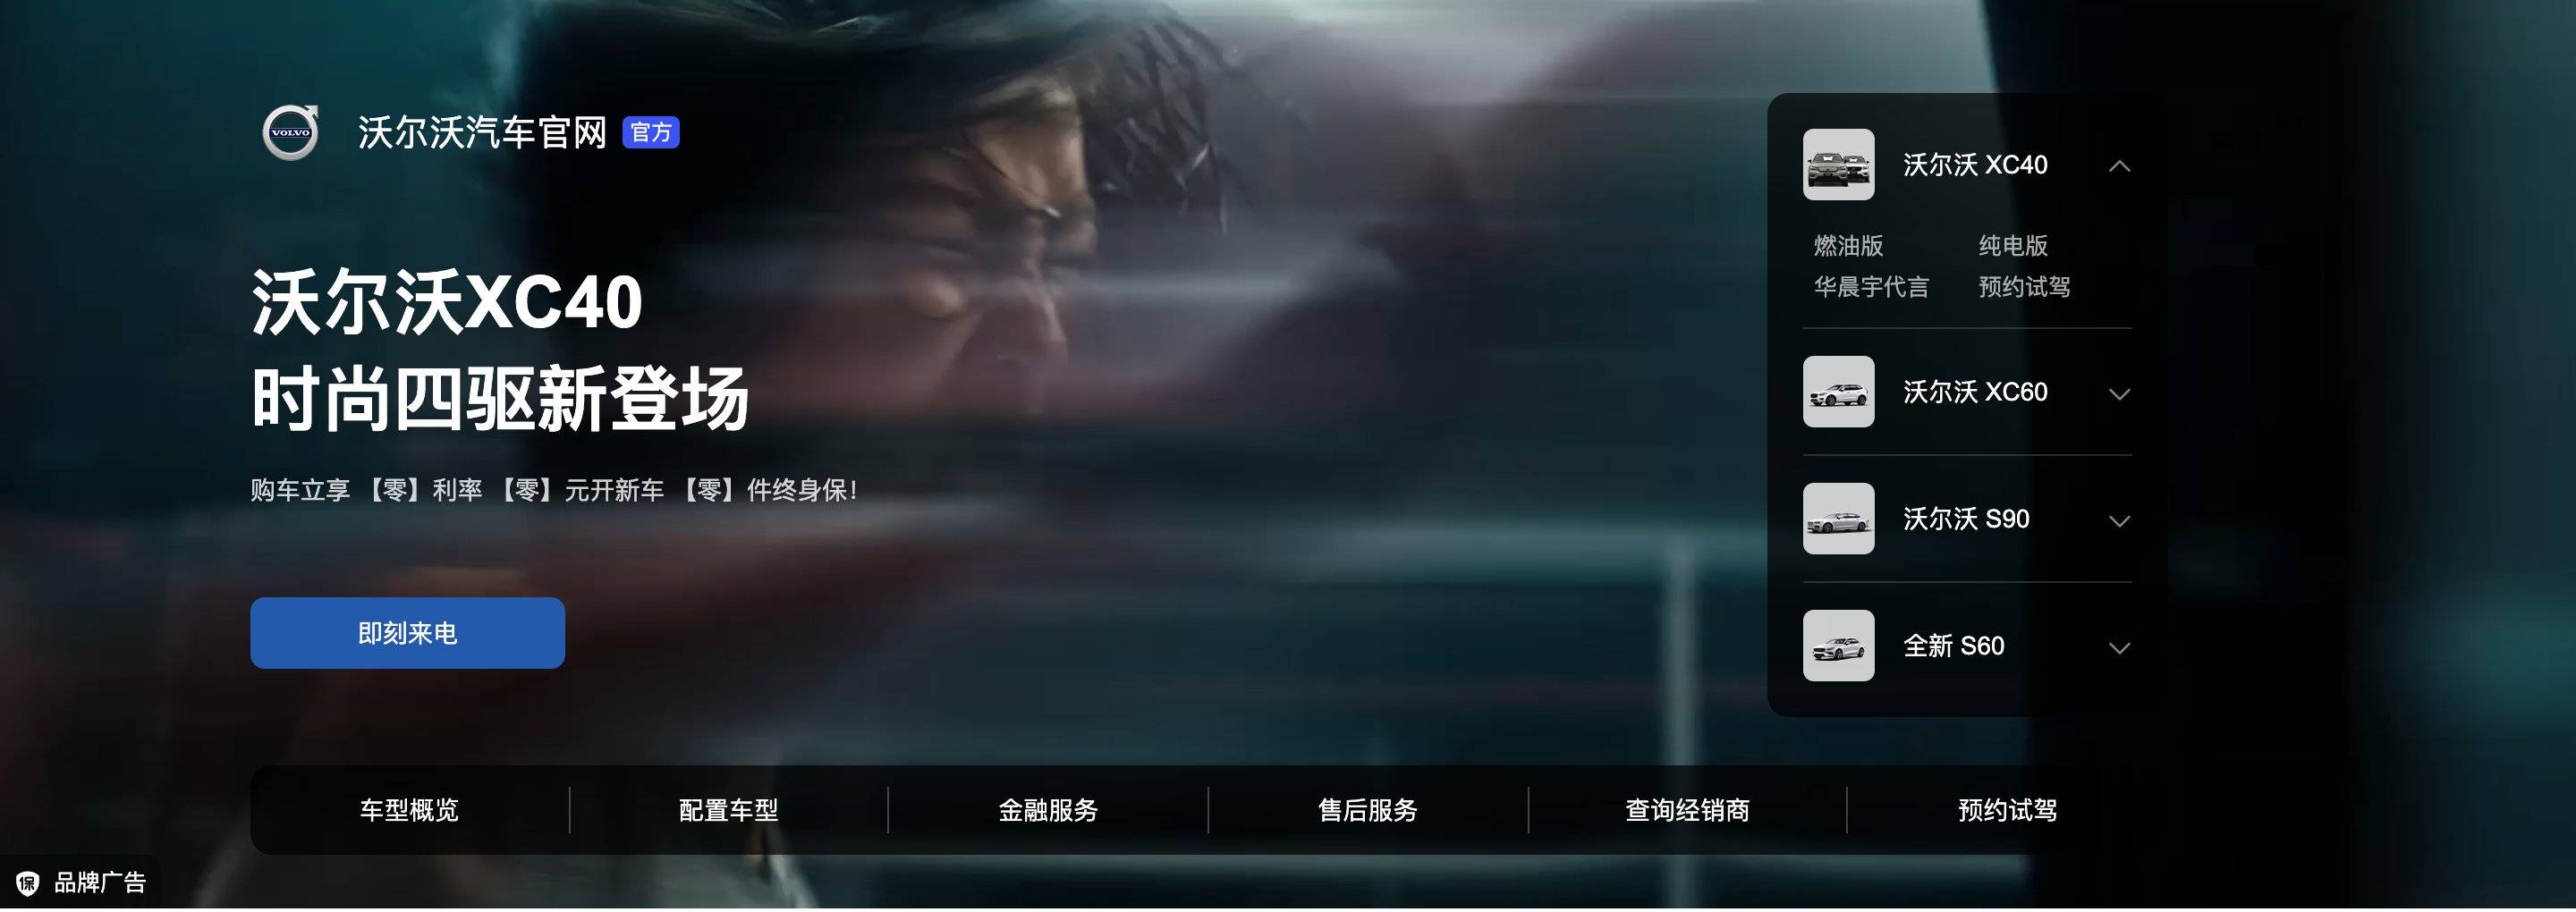 VOLVO
沃尔沃汽车官网 官方
沃尔沃XC40
时尚四驱新登场
购车立享 【零】利率 【零】元开新车 【零】件终身保！
即刻来电
沃尔沃 XC40
燃油版 纯电版
华晨宇代言 预约试驾
沃尔沃 XC60
沃尔沃 S90
全新 S60
车型概览 配置车型 金融服务 售后服务 查询经销商 预约试驾
保 品牌广告